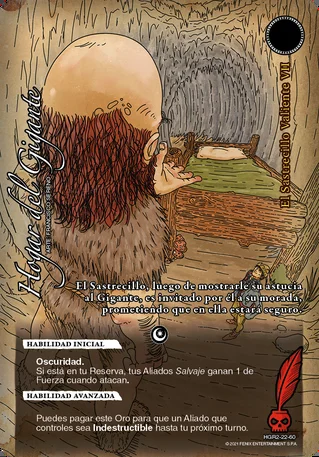 El Sastrecillo Valiente VII
Hogar del Gigante
ARTE: FRANCISCO SERENO
El Sastrecillo, luego de mostrarle su astucia
al Gigante, es invitado por él a su morada,
prometiendo que en ella estará seguro.
HABILIDAD INICIAL
Oscuridad.
Si está en tu Reserva, tus Aliados Salvaje ganan 1 de
Fuerza cuando atacan.
HABILIDAD AVANZADA
Puedes pagar este Oro para que un Aliado que
controles sea Indestructible hasta tu próximo turno.
HGR2-22-60
© 2021 FENIX ENTERTAINMENT S.P.A.